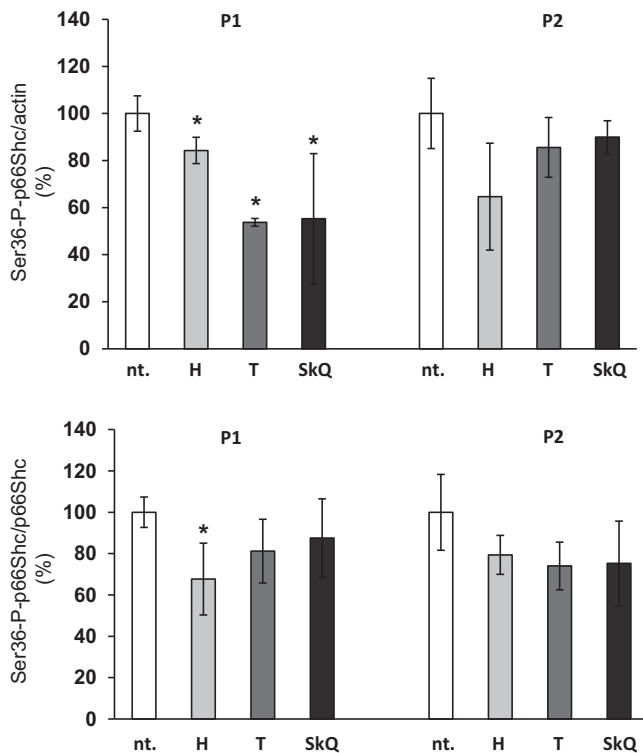 140
120
100
80
60
40
20
0
Ser36-P-p66Shc/actin
(%)
P1
P2
*
*
*
nt.
H
T
SkQ
nt.
H
T
SkQ
140
120
100
80
60
40
20
0
Ser36-P-p66Shc/p66Shc
(%)
P1
P2
*
nt.
H
T
SkQ
nt.
H
T
SkQ